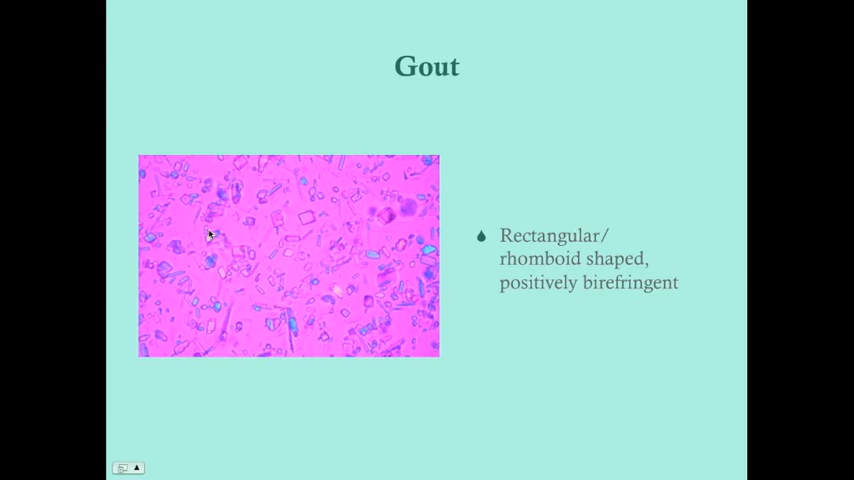 Gout
Rectangular/
rhomboid shaped,
positively birefringent